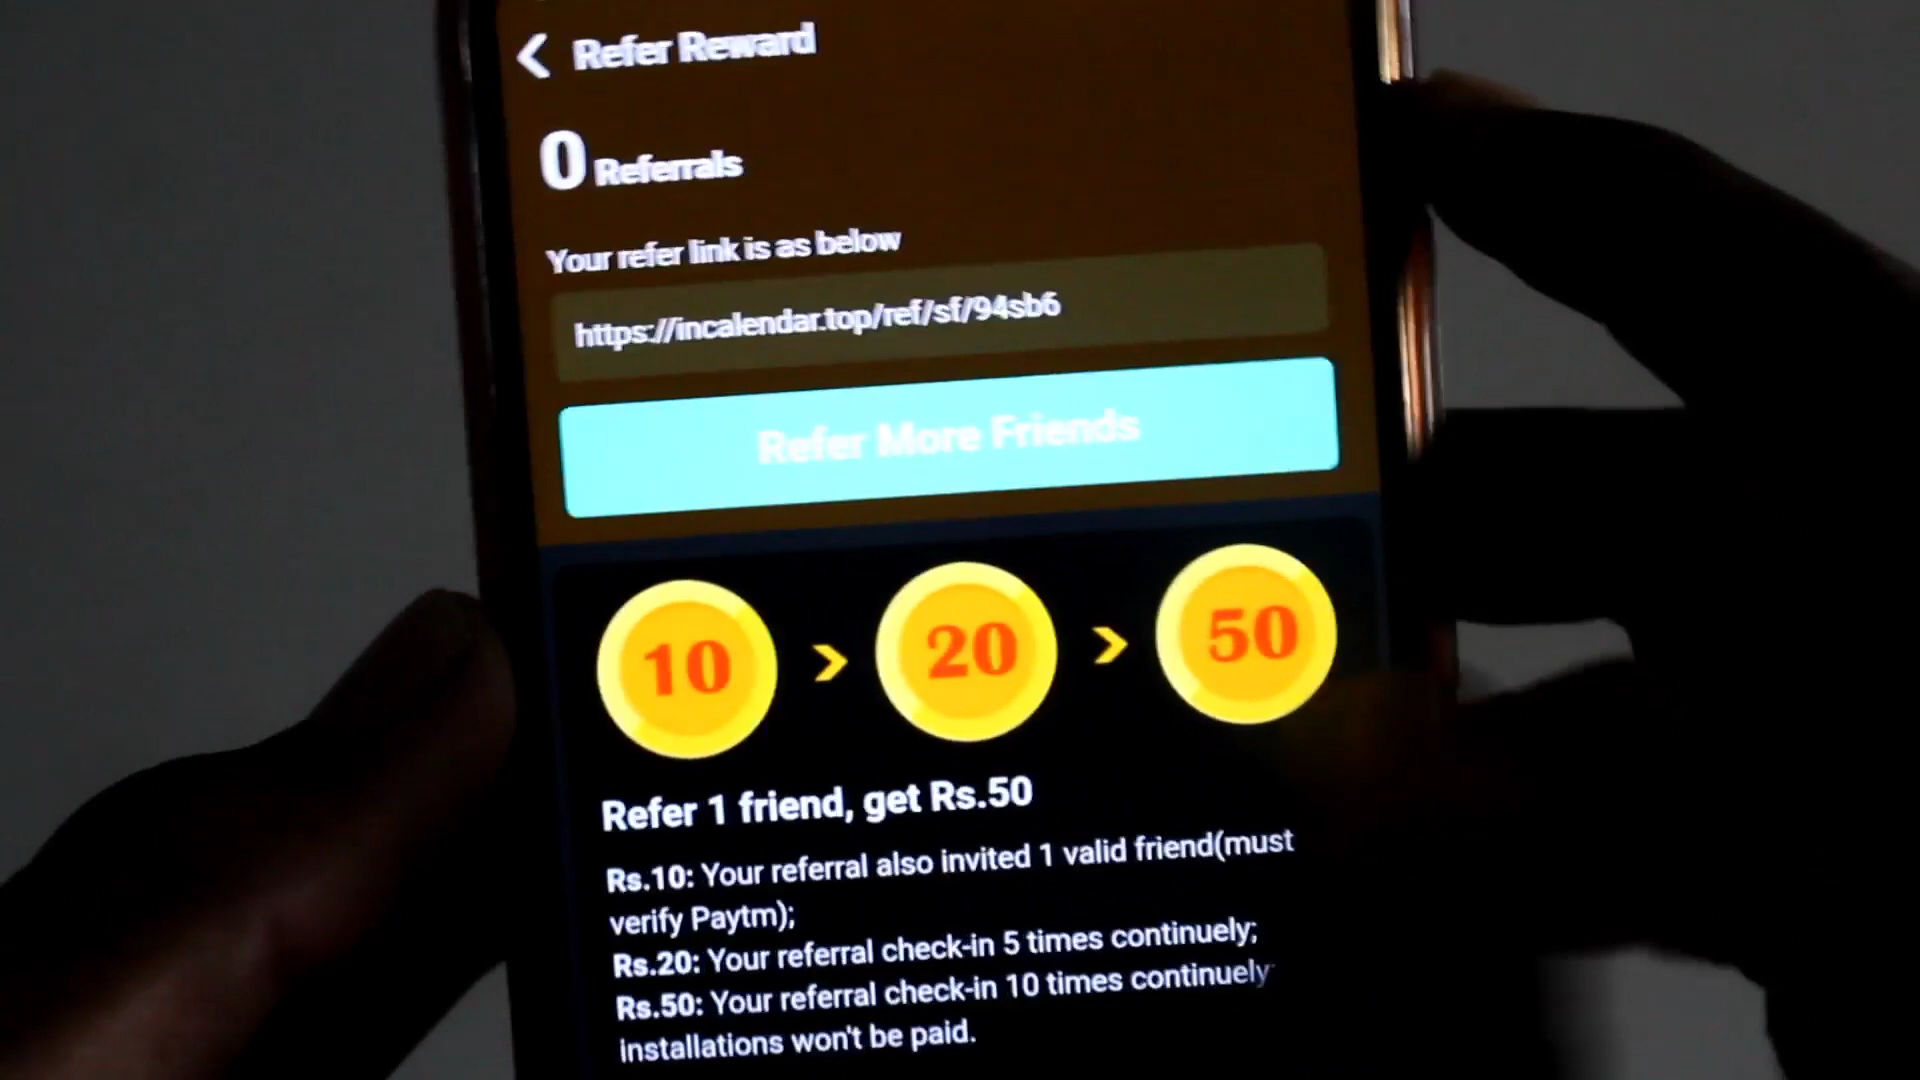 Refer Reward
0 Referrals
Your refer link is as below
https://incalendar.top/ref/sf/94sb6
Refer More Friends
10 > 20 > 50
Refer 1 friend, get Rs.50
Rs.10: Your referral also invited 1 valid friend(must
verify Paytm);
Rs.20: Your referral check-in 5 times continuely;
Rs.50: Your referral check-in 10 times continuely
installations won't be paid.